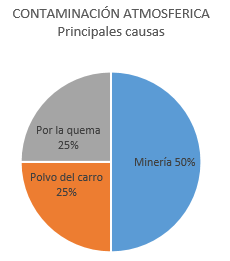 CONTAMINACIÓN ATMOSFERICA
Principales causas
Por la quema
25%
Minería 50%
Polvo del carro
25%